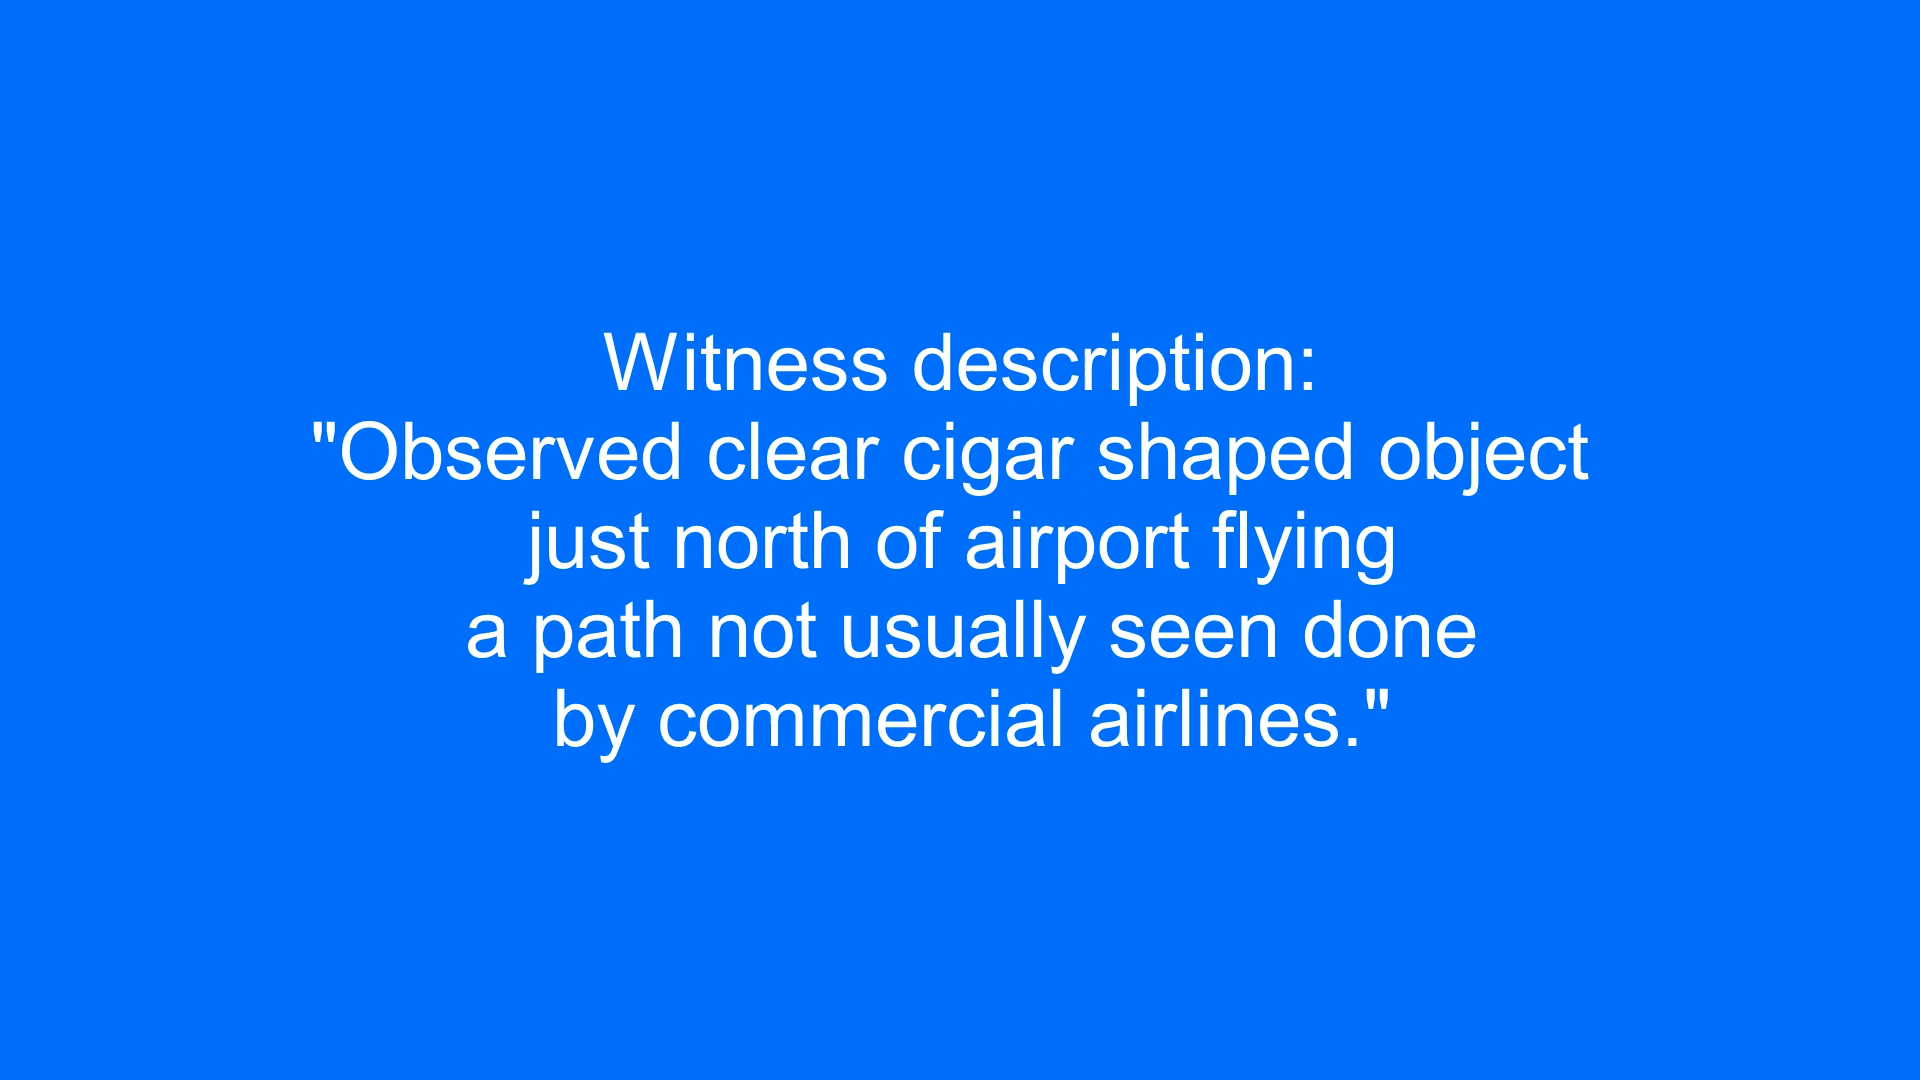 Witness description:
"Observed clear cigar shaped object
just north of airport flying
a path not usually seen done
by commercial airlines."